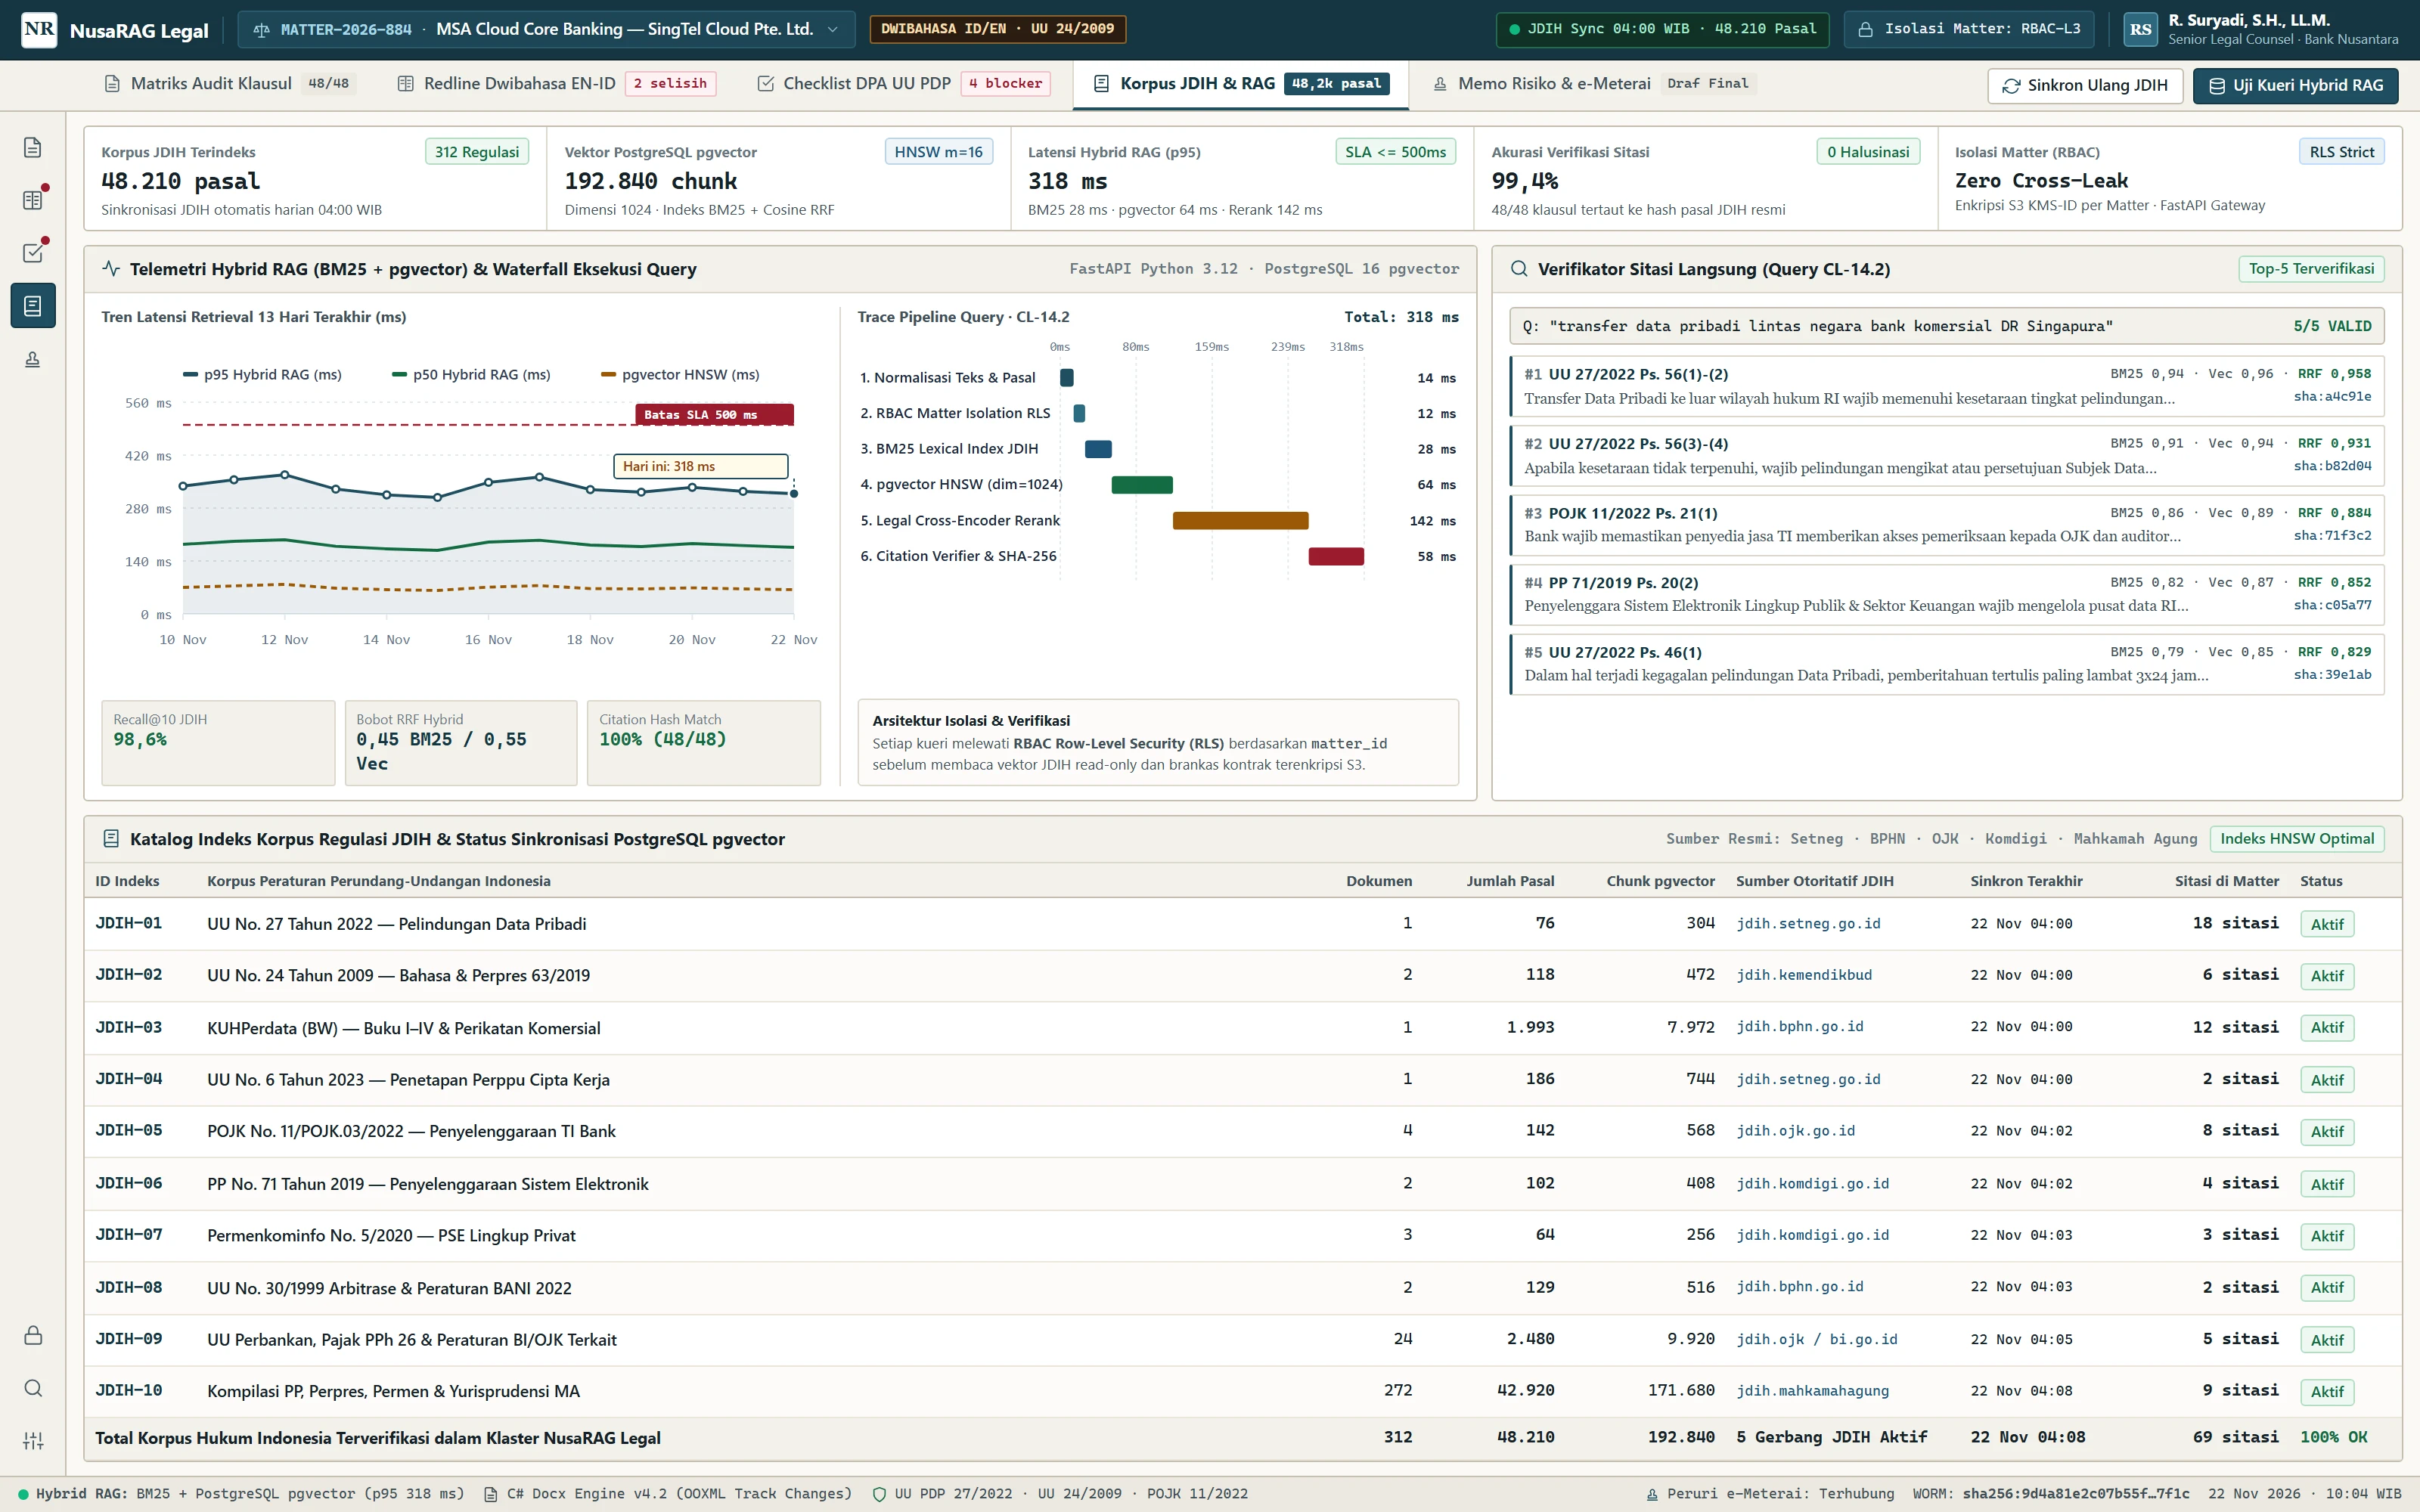 NR NusaRAG Legal MATTER-2026-884 · MSA Cloud Core Banking — SingTel Cloud Pte. Ltd. DWIBAHASA ID/EN · UU 24/2009 JDIH Sync 04:00 WIB · 48.210 Pasal Isolasi Matter: RBAC-L3 RS R. Suryadi, S.H., LL.M.
Senior Legal Counsel · Bank Nusantara
Matriks Audit Klausul 48/48 Redline Dwibahasa EN-ID 2 selisih Checklist DPA UU PDP 4 blocker Korpus JDIH & RAG 48,2k pasal Memo Risiko & e-Meterai Draf Final Sinkron Ulang JDIH Uji Kueri Hybrid RAG
Korpus JDIH Terindeks 312 Regulasi
48.210 pasal
Sinkronisasi JDIH otomatis harian 04:00 WIB
Vektor PostgreSQL pgvector HNSW m=16
192.840 chunk
Dimensi 1024 · Indeks BM25 + Cosine RRF
Latensi Hybrid RAG (p95) SLA <= 500ms
318 ms
BM25 28 ms · pgvector 64 ms · Rerank 142 ms
Akurasi Verifikasi Sitasi 0 Halusinasi
99,4%
48/48 klausul tertaut ke hash pasal JDIH resmi
Isolasi Matter (RBAC) RLS Strict
Zero Cross-Leak
Enkripsi S3 KMS-ID per Matter · FastAPI Gateway
Telemetri Hybrid RAG (BM25 + pgvector) & Waterfall Eksekusi Query FastAPI Python 3.12 · PostgreSQL 16 pgvector
Tren Latensi Retrieval 13 Hari Terakhir (ms)
p95 Hybrid RAG (ms) p50 Hybrid RAG (ms) pgvector HNSW (ms)
560 ms
Batas SLA 500 ms
420 ms
Hari ini: 318 ms
280 ms
140 ms
0 ms
10 Nov 12 Nov 14 Nov 16 Nov 18 Nov 20 Nov 22 Nov
Recall@10 JDIH
98,6%
Bobot RRF Hybrid
0,45 BM25 / 0,55
Vec
Citation Hash Match
100% (48/48)
Trace Pipeline Query · CL-14.2 Total: 318 ms
0ms 80ms 159ms 239ms 318ms
1. Normalisasi Teks & Pasal 14 ms
2. RBAC Matter Isolation RLS 12 ms
3. BM25 Lexical Index JDIH 28 ms
4. pgvector HNSW (dim=1024) 64 ms
5. Legal Cross-Encoder Rerank 142 ms
6. Citation Verifier & SHA-256 58 ms
Arsitektur Isolasi & Verifikasi
Setiap kueri melewati RBAC Row-Level Security (RLS) berdasarkan matter_id
sebelum membaca vektor JDIH read-only dan brankas kontrak terenkripsi S3.
Verifikator Sitasi Langsung (Query CL-14.2) Top-5 Terverifikasi
Q: "transfer data pribadi lintas negara bank komersial DR Singapura" 5/5 VALID
#1 UU 27/2022 Ps. 56(1)-(2) BM25 0,94 · Vec 0,96 · RRF 0,958
Transfer Data Pribadi ke luar wilayah hukum RI wajib memenuhi kesetaraan tingkat pelindungan... sha:a4c91e
#2 UU 27/2022 Ps. 56(3)-(4) BM25 0,91 · Vec 0,94 · RRF 0,931
Apabila kesetaraan tidak terpenuhi, wajib pelindungan mengikat atau persetujuan Subjek Data... sha:b82d04
#3 POJK 11/2022 Ps. 21(1) BM25 0,86 · Vec 0,89 · RRF 0,884
Bank wajib memastikan penyedia jasa TI memberikan akses pemeriksaan kepada OJK dan auditor... sha:71f3c2
#4 PP 71/2019 Ps. 20(2) BM25 0,82 · Vec 0,87 · RRF 0,852
Penyelenggara Sistem Elektronik Lingkup Publik & Sektor Keuangan wajib mengelola pusat data RI... sha:c05a77
#5 UU 27/2022 Ps. 46(1) BM25 0,79 · Vec 0,85 · RRF 0,829
Dalam hal terjadi kegagalan pelindungan Data Pribadi, pemberitahuan tertulis paling lambat 3x24 jam... sha:39e1ab
Katalog Indeks Korpus Regulasi JDIH & Status Sinkronisasi PostgreSQL pgvector Sumber Resmi: Setneg · BPHN · OJK · Komdigi · Mahkamah Agung Indeks HNSW Optimal
ID Indeks Korpus Peraturan Perundang-Undangan Indonesia Dokumen Jumlah Pasal Chunk pgvector Sumber Otoritatif JDIH Sinkron Terakhir Sitasi di Matter Status
JDIH-01 UU No. 27 Tahun 2022 — Pelindungan Data Pribadi 1 76 304 jdih.setneg.go.id 22 Nov 04:00 18 sitasi Aktif
JDIH-02 UU No. 24 Tahun 2009 — Bahasa & Perpres 63/2019 2 118 472 jdih.kemendikbud 22 Nov 04:00 6 sitasi Aktif
JDIH-03 KUHPerdata (BW) — Buku I–IV & Perikatan Komersial 1 1.993 7.972 jdih.bphn.go.id 22 Nov 04:00 12 sitasi Aktif
JDIH-04 UU No. 6 Tahun 2023 — Penetapan Perppu Cipta Kerja 1 186 744 jdih.setneg.go.id 22 Nov 04:00 2 sitasi Aktif
JDIH-05 POJK No. 11/POJK.03/2022 — Penyelenggaraan TI Bank 4 142 568 jdih.ojk.go.id 22 Nov 04:02 8 sitasi Aktif
JDIH-06 PP No. 71 Tahun 2019 — Penyelenggaraan Sistem Elektronik 2 102 408 jdih.komdigi.go.id 22 Nov 04:02 4 sitasi Aktif
JDIH-07 Permenkominfo No. 5/2020 — PSE Lingkup Privat 3 64 256 jdih.komdigi.go.id 22 Nov 04:03 3 sitasi Aktif
JDIH-08 UU No. 30/1999 Arbitrase & Peraturan BANI 2022 2 129 516 jdih.bphn.go.id 22 Nov 04:03 2 sitasi Aktif
JDIH-09 UU Perbankan, Pajak PPh 26 & Peraturan BI/OJK Terkait 24 2.480 9.920 jdih.ojk / bi.go.id 22 Nov 04:05 5 sitasi Aktif
JDIH-10 Kompilasi PP, Perpres, Permen & Yurisprudensi MA 272 42.920 171.680 jdih.mahkamahagung 22 Nov 04:08 9 sitasi Aktif
Total Korpus Hukum Indonesia Terverifikasi dalam Klaster NusaRAG Legal 312 48.210 192.840 5 Gerbang JDIH Aktif 22 Nov 04:08 69 sitasi 100% OK
Hybrid RAG: BM25 + PostgreSQL pgvector (p95 318 ms) C# Docx Engine v4.2 (OOXML Track Changes) UU PDP 27/2022 · UU 24/2009 · POJK 11/2022 Peruri e-Meterai: Terhubung WORM: sha256:9d4a81e2c07b55f…7f1c 22 Nov 2026 · 10:04 WIB